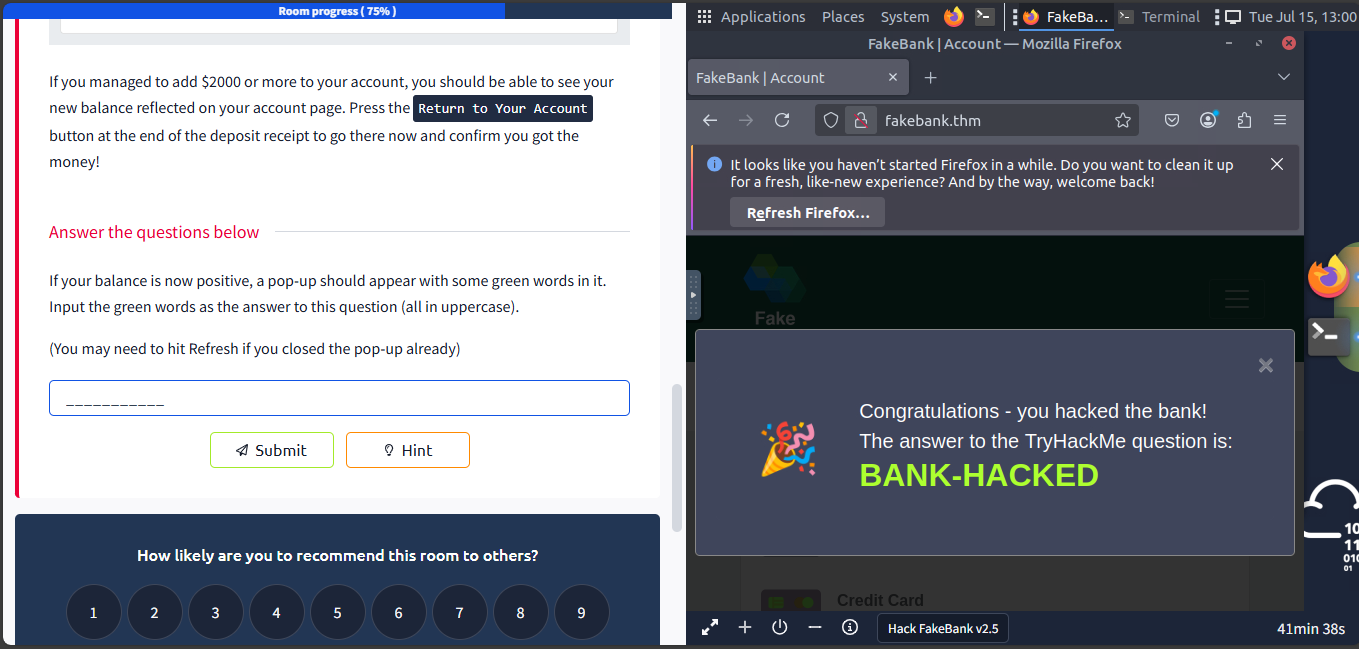 Room progress ( 75% )
If you managed to add $2000 or more to your account, you should be able to see your
new balance reflected on your account page. Press the Return to Your Account
button at the end of the deposit receipt to go there now and confirm you got the
money!
Answer the questions below
If your balance is now positive, a pop-up should appear with some green words in it.
Input the green words as the answer to this question (all in uppercase).
(You may need to hit Refresh if you closed the pop-up already)
___________
Submit
Hint
How likely are you to recommend this room to others?
1 2 3 4 5 6 7 8 9
Applications Places System FakeBa... Terminal Tue Jul 15, 13:00
FakeBank | Account — Mozilla Firefox
FakeBank | Account
fakebank.thm
It looks like you haven’t started Firefox in a while. Do you want to clean it up
for a fresh, like-new experience? And by the way, welcome back!
Refresh Firefox...
Fake
Congratulations - you hacked the bank!
The answer to the TryHackMe question is:
BANK-HACKED
Credit Card
10
11
010
01
Hack FakeBank v2.5
41min 38s